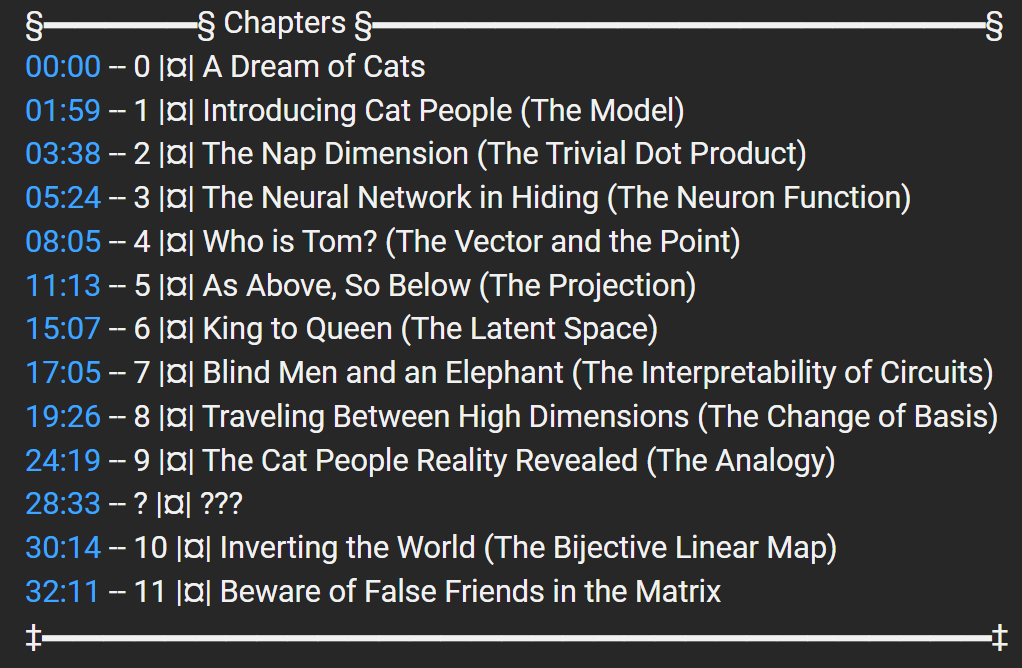 §━━━━━━━━━§ Chapters §━━━━━━━━━━━━━━━━━━━━━━━━━━━━━━━━━━━━§
00:00 -- 0 |¤| A Dream of Cats
01:59 -- 1 |¤| Introducing Cat People (The Model)
03:38 -- 2 |¤| The Nap Dimension (The Trivial Dot Product)
05:24 -- 3 |¤| The Neural Network in Hiding (The Neuron Function)
08:05 -- 4 |¤| Who is Tom? (The Vector and the Point)
11:13 -- 5 |¤| As Above, So Below (The Projection)
15:07 -- 6 |¤| King to Queen (The Latent Space)
17:05 -- 7 |¤| Blind Men and an Elephant (The Interpretability of Circuits)
19:26 -- 8 |¤| Traveling Between High Dimensions (The Change of Basis)
24:19 -- 9 |¤| The Cat People Reality Revealed (The Analogy)
28:33 -- ? |¤| ???
30:14 -- 10 |¤| Inverting the World (The Bijective Linear Map)
32:11 -- 11 |¤| Beware of False Friends in the Matrix
‡━━━━━━━━━━━━━━━━━━━━━━━━━━━━━━━━━━━━━━━━━━━━━━━━━━━━━━━━‡